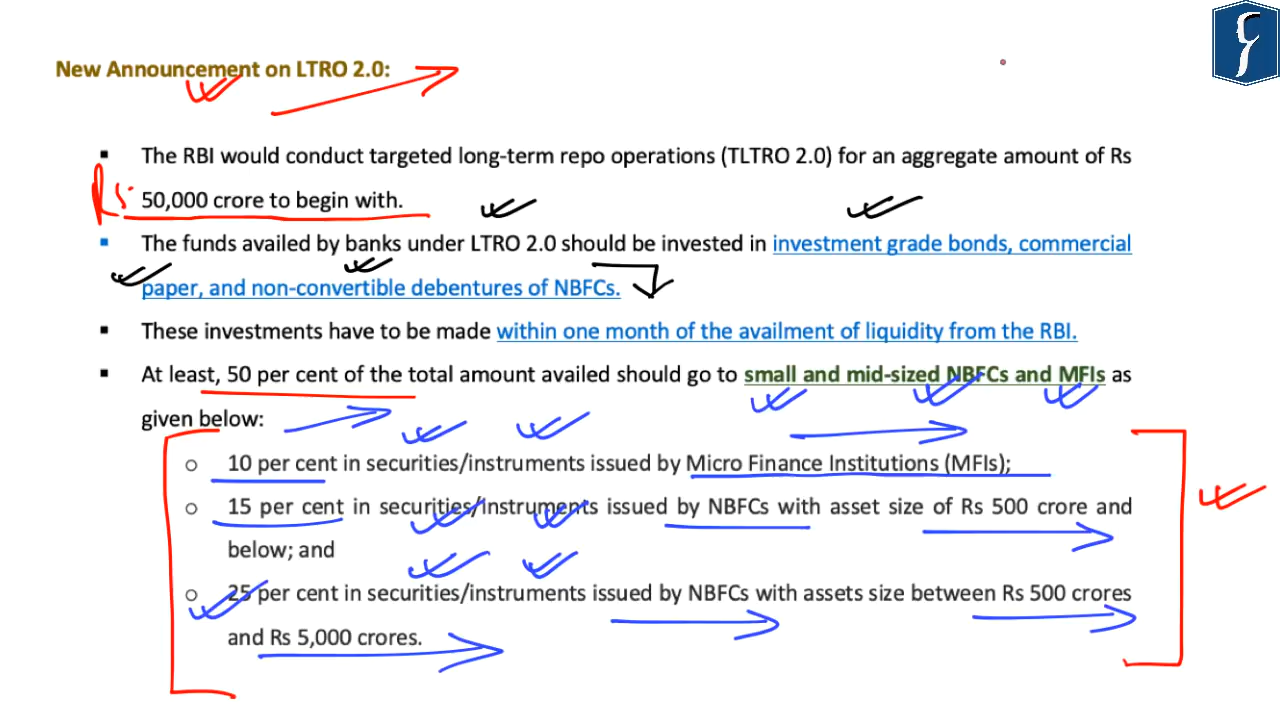 New Announcement on LTRO 2.0:
▪ The RBI would conduct targeted long-term repo operations (TLTRO 2.0) for an aggregate amount of Rs
Rs.
50,000 crore to begin with.
▪ The funds availed by banks under LTRO 2.0 should be invested in investment grade bonds, commercial
paper, and non-convertible debentures of NBFCs.
▪ These investments have to be made within one month of the availment of liquidity from the RBI.
▪ At least, 50 per cent of the total amount availed should go to small and mid-sized NBFCs and MFIs as
given below:
o 10 per cent in securities/instruments issued by Micro Finance Institutions (MFIs);
o 15 per cent in securities/Instruments issued by NBFCs with asset size of Rs 500 crore and
below; and
o 25 per cent in securities/instruments issued by NBFCs with assets size between Rs 500 crores
and Rs 5,000 crores.